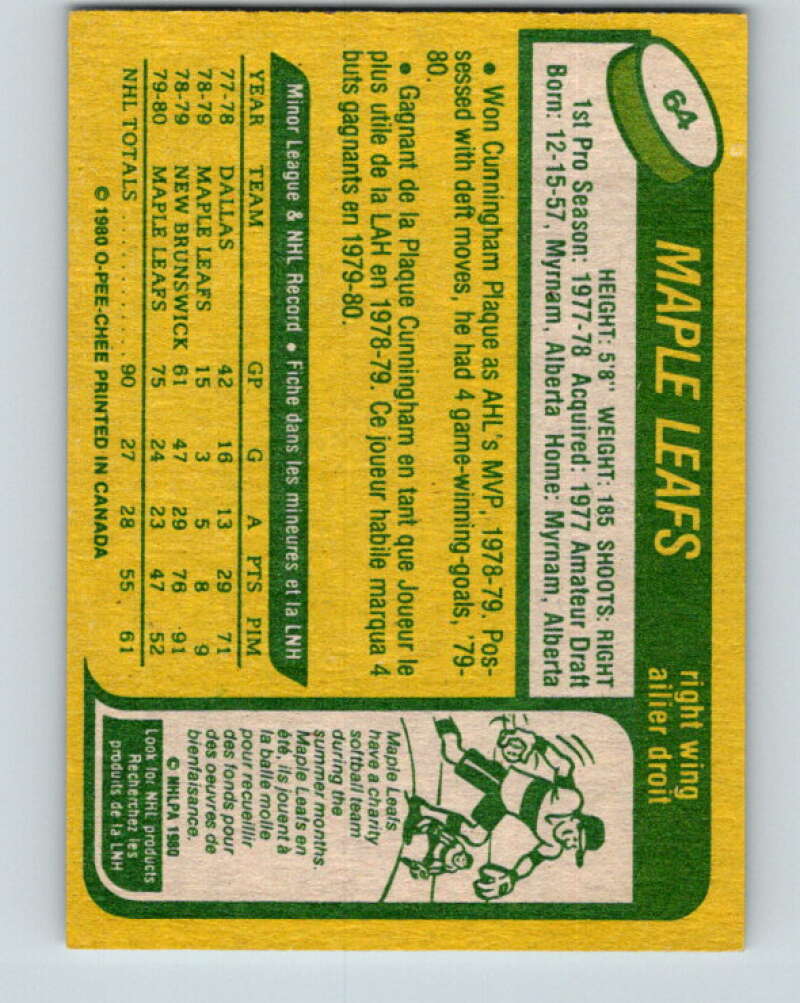 64
MAPLE LEAFS
right wing
ailier droit
HEIGHT: 5'8" WEIGHT: 185 SHOOTS: RIGHT
1st Pro Season: 1977-78 Acquired: 1977 Amateur Draft
Born: 12-15-57, Myrnam, Alberta Home: Myrnam, Alberta
• Won Cunningham Plaque as AHL's MVP, 1978-79. Pos-
sessed with deft moves, he had 4 game-winning-goals, '79-
80.
• Gagnant de la Plaque Cunningham en tant que Joueur le
plus utile de la LAH en 1978-79. Ce joueur habile marqua 4
buts gagnants en 1979-80.
Minor League & NHL Record • Fiche dans les mineures et la LNH
YEAR TEAM GP G A PTS PIM
77-78 DALLAS 42 16 13 29 71
78-79 MAPLE LEAFS 15 3 5 8 9
78-79 NEW BRUNSWICK 61 47 29 76 91
79-80 MAPLE LEAFS 75 24 23 47 52
NHL TOTALS .......... 90 27 28 55 61
© 1980 O-PEE-CHEE PRINTED IN CANADA
Maple Leafs
have a charity
softball team
during the
summer months.
Maple Leafs en
été, ils jouent à
la balle molle
pour recueillir
des fonds pour
des oeuvres de
bienfaisance.
© NHLPA 1980
Look for NHL products
Recherchez les
produits de la LNH